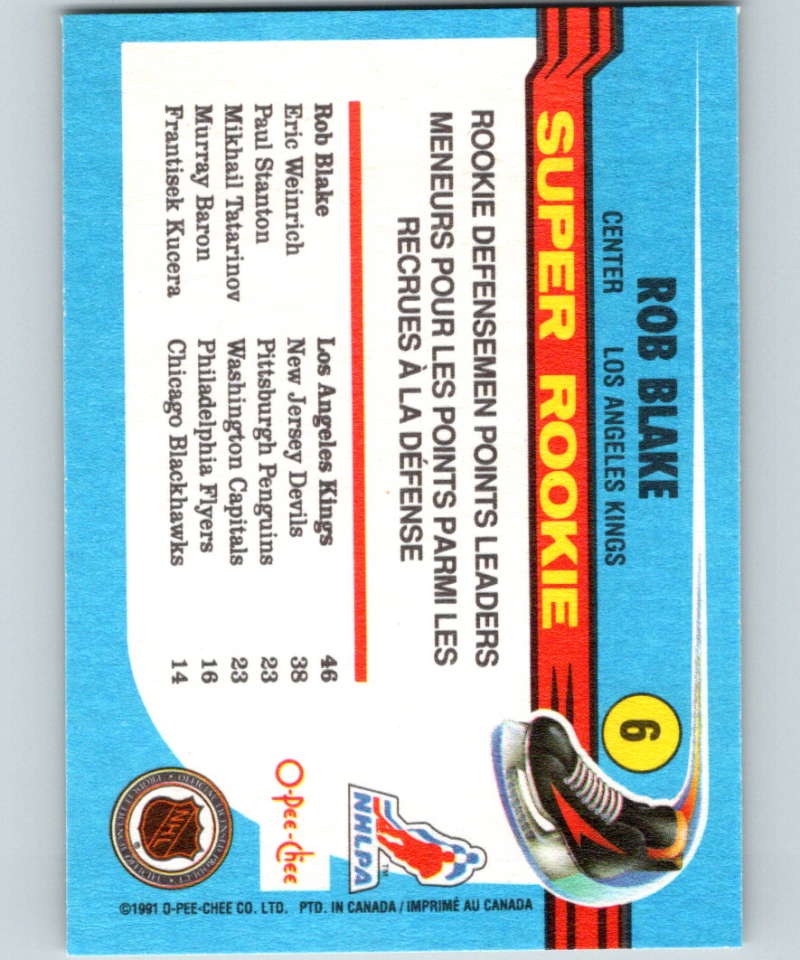 ROB BLAKE
CENTER LOS ANGELES KINGS
6
SUPER ROOKIE
ROOKIE DEFENSEMEN POINTS LEADERS
MENEURS POUR LES POINTS PARMI LES
RECRUES À LA DÉFENSE
Rob Blake Los Angeles Kings 46
Eric Weinrich New Jersey Devils 38
Paul Stanton Pittsburgh Penguins 23
Mikhail Tatarinov Washington Capitals 23
Murray Baron Philadelphia Flyers 16
Frantisek Kucera Chicago Blackhawks 14
NHLPA
TM
O-Pee-Chee
NHL
®
©1991 O-PEE-CHEE CO. LTD. PTD. IN CANADA / IMPRIMÉ AU CANADA